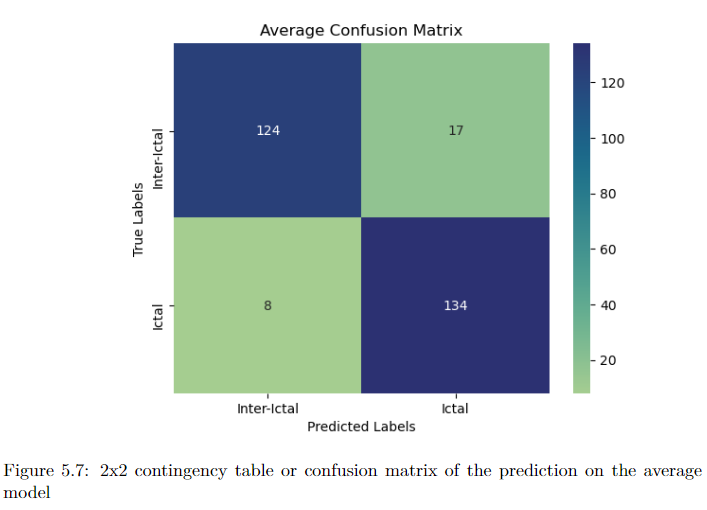 Average Confusion Matrix
True Labels
Inter-Ictal
124
17
Ictal
8
134
Inter-Ictal
Ictal
Predicted Labels
120
100
80
60
40
20
Figure 5.7: 2x2 contingency table or confusion matrix of the prediction on the average
model